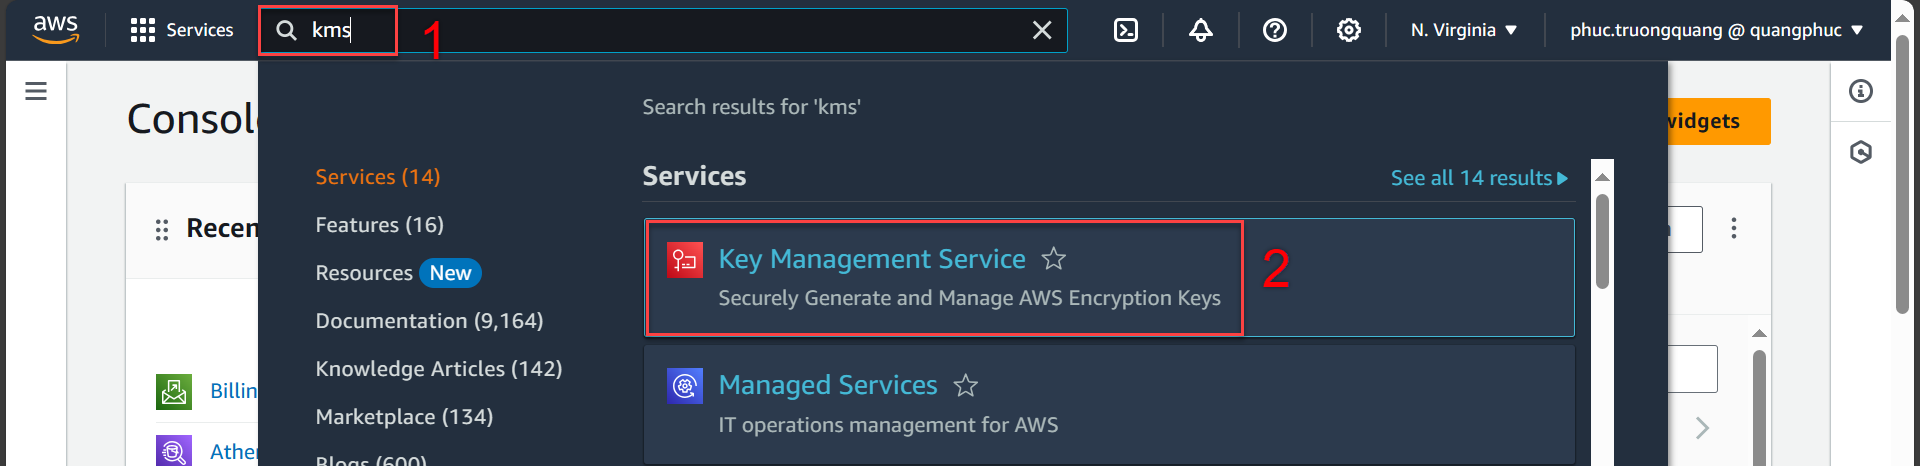 aws
Services
kms
1
N. Virginia
phuc.truongquang @ quangphuc
Consol
widgets
Search results for 'kms'
Services (14)
Features (16)
Resources New
Documentation (9,164)
Knowledge Articles (142)
Marketplace (134)
Blogs (600)
Services
See all 14 results
Key Management Service
Securely Generate and Manage AWS Encryption Keys
2
Managed Services
IT operations management for AWS
Recen
Billin
Athe